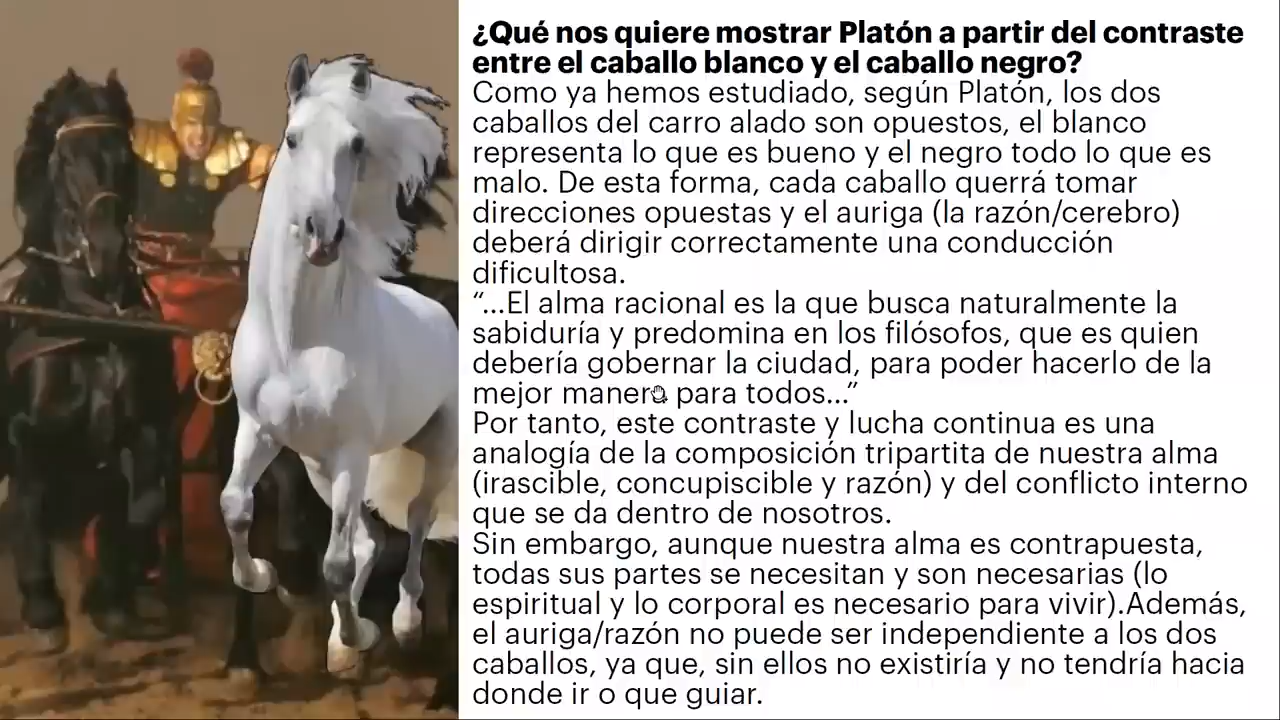 ¿Qué nos quiere mostrar Platón a partir del contraste
entre el caballo blanco y el caballo negro?
Como ya hemos estudiado, según Platón, los dos
caballos del carro alado son opuestos, el blanco
representa lo que es bueno y el negro todo lo que es
malo. De esta forma, cada caballo querrá tomar
direcciones opuestas y el auriga (la razón/cerebro)
deberá dirigir correctamente una conducción
dificultosa.
“...El alma racional es la que busca naturalmente la
sabiduría y predomina en los filósofos, que es quien
debería gobernar la ciudad, para poder hacerlo de la
mejor manera para todos...”
Por tanto, este contraste y lucha continua es una
analogía de la composición tripartita de nuestra alma
(irascible, concupiscible y razón) y del conflicto interno
que se da dentro de nosotros.
Sin embargo, aunque nuestra alma es contrapuesta,
todas sus partes se necesitan y son necesarias (lo
espiritual y lo corporal es necesario para vivir).Además,
el auriga/razón no puede ser independiente a los dos
caballos, ya que, sin ellos no existiría y no tendría hacia
donde ir o que guiar.